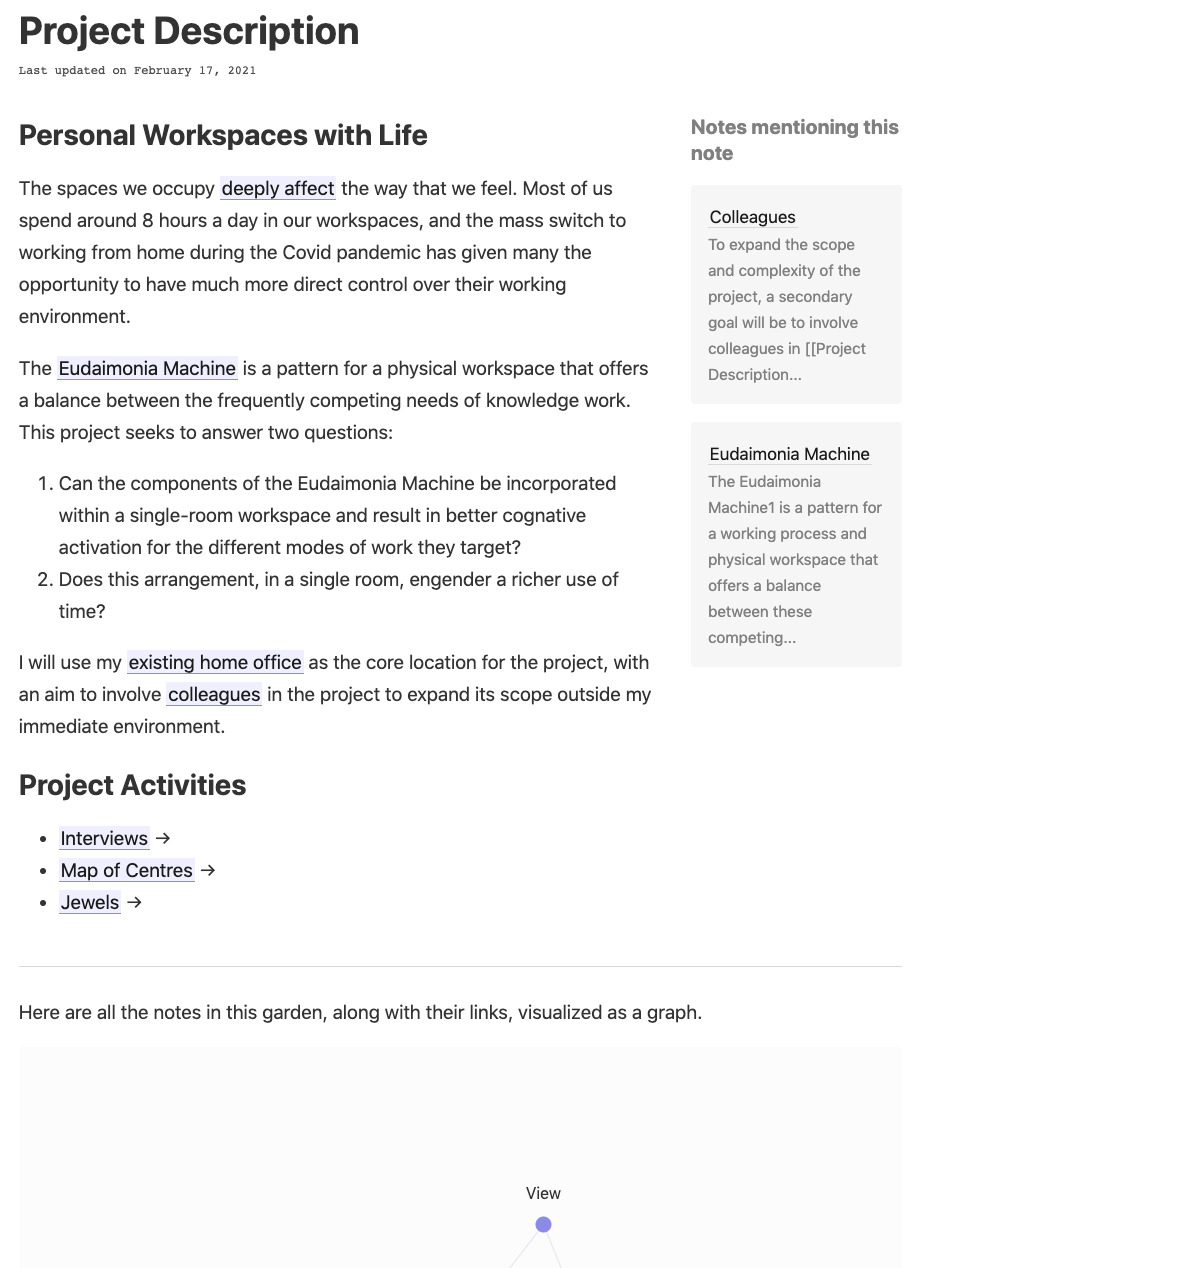 Project Description
Last updated on February 17, 2021
Personal Workspaces with Life
The spaces we occupy deeply affect the way that we feel. Most of us
spend around 8 hours a day in our workspaces, and the mass switch to
working from home during the Covid pandemic has given many the
opportunity to have much more direct control over their working
environment.
The Eudaimonia Machine is a pattern for a physical workspace that offers
a balance between the frequently competing needs of knowledge work.
This project seeks to answer two questions:
1. Can the components of the Eudaimonia Machine be incorporated
within a single-room workspace and result in better cognative
activation for the different modes of work they target?
2. Does this arrangement, in a single room, engender a richer use of
time?
I will use my existing home office as the core location for the project, with
an aim to involve colleagues in the project to expand its scope outside my
immediate environment.
Project Activities
• Interviews →
• Map of Centres →
• Jewels →
Notes mentioning this
note
Colleagues
To expand the scope
and complexity of the
project, a secondary
goal will be to involve
colleagues in [[Project
Description...
Eudaimonia Machine
The Eudaimonia
Machine1 is a pattern for
a working process and
physical workspace that
offers a balance
between these
competing...
Here are all the notes in this garden, along with their links, visualized as a graph.
View